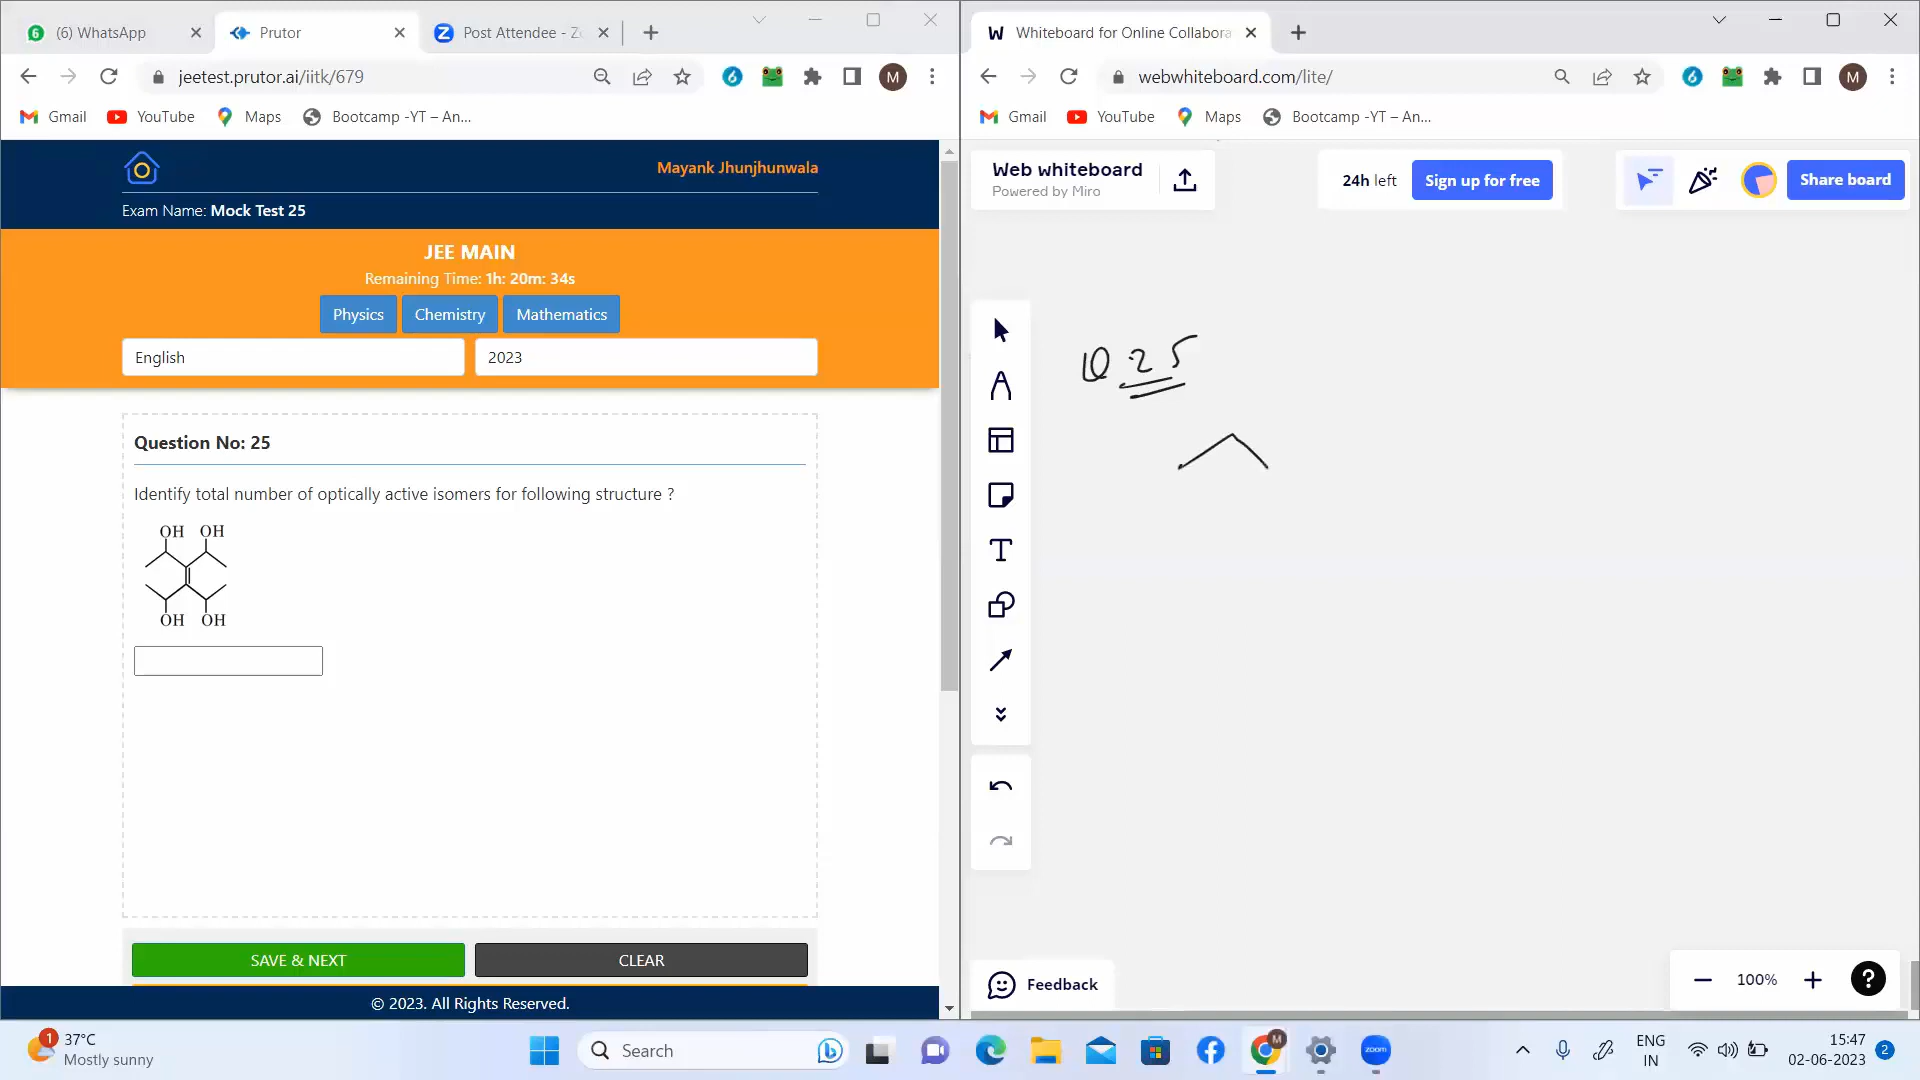 (6) WhatsApp
Prutor
Post Attendee - Z
jeetest.prutor.ai/iitk/679
M
Gmail
YouTube
Maps
Bootcamp -YT – An...
Mayank Jhunjhunwala
Exam Name: Mock Test 25
JEE MAIN
Remaining Time: 1h: 20m: 34s
Physics
Chemistry
Mathematics
English
2023
Question No: 25
Identify total number of optically active isomers for following structure ?
OH OH
OH OH
SAVE & NEXT
CLEAR
© 2023. All Rights Reserved.
Whiteboard for Online Collabora
webwhiteboard.com/lite/
M
Gmail
YouTube
Maps
Bootcamp -YT – An...
Web whiteboard
Powered by Miro
24h left
Sign up for free
Share board
Q 25
Feedback
100%
?
1
37°C
Mostly sunny
Search
M
zoom
ENG
IN
15:47
02-06-2023
2